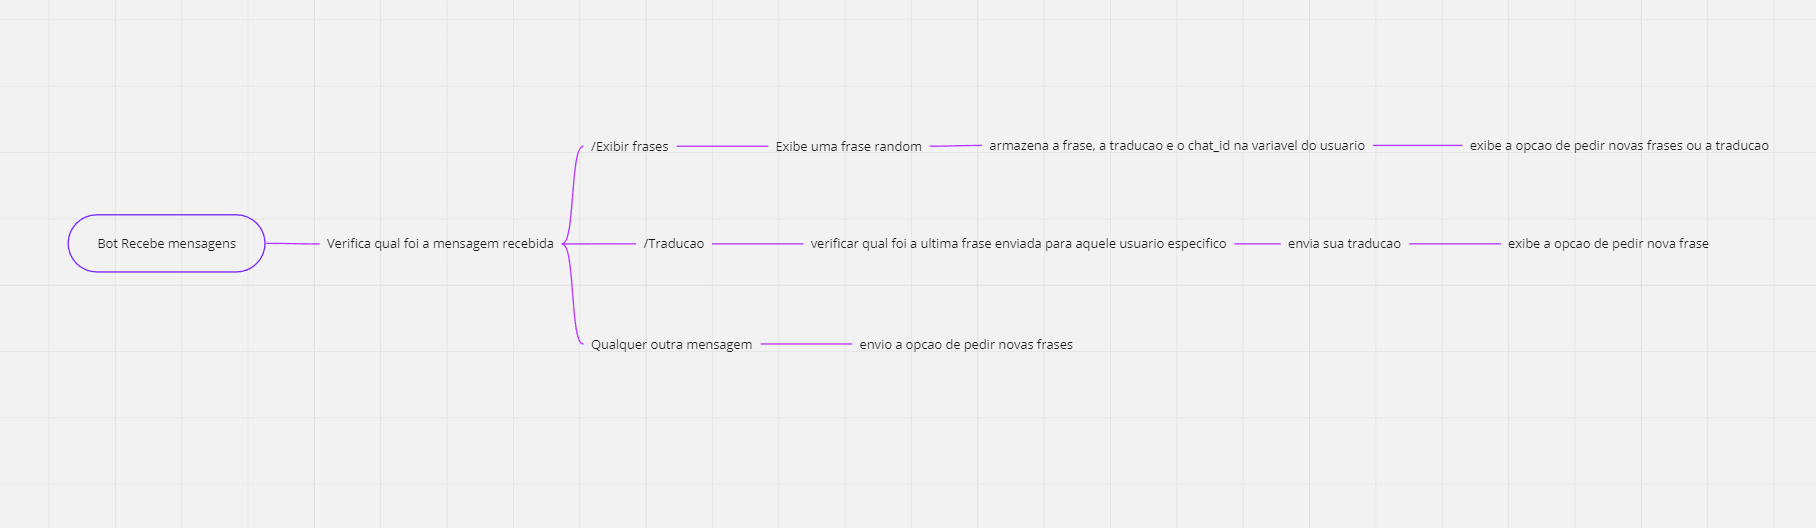 Bot Recebe mensagens
Verifica qual foi a mensagem recebida
/Exibir frases
Exibe uma frase random
armazena a frase, a traducao e o chat_id na variavel do usuario
exibe a opcao de pedir novas frases ou a traducao
/Traducao
verificar qual foi a ultima frase enviada para aquele usuario especifico
envia sua traducao
exibe a opcao de pedir nova frase
Qualquer outra mensagem
envio a opcao de pedir novas frases